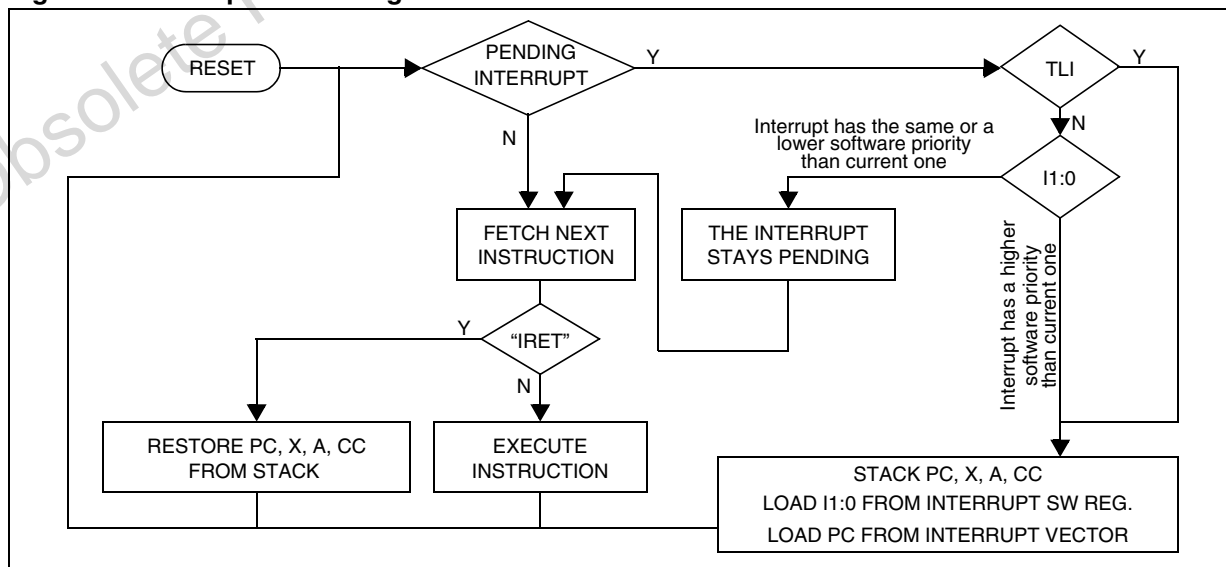 RESET
PENDING
INTERRUPT
Y
TLI
Y
N
N
Interrupt has the same or a
lower software priority
than current one
I1:0
FETCH NEXT
INSTRUCTION
THE INTERRUPT
STAYS PENDING
Interrupt has a higher
software priority
than current one
Y
“IRET”
N
RESTORE PC, X, A, CC
FROM STACK
EXECUTE
INSTRUCTION
STACK PC, X, A, CC
LOAD I1:0 FROM INTERRUPT SW REG.
LOAD PC FROM INTERRUPT VECTOR